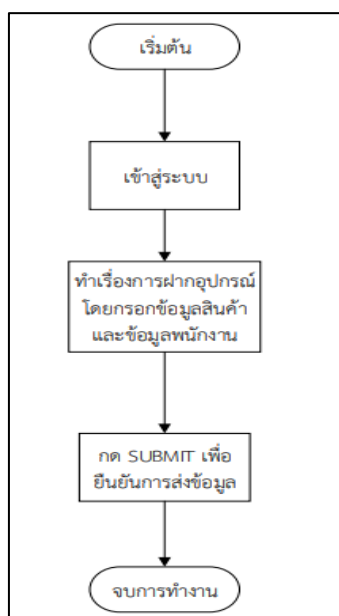 เริ่มต้น
เข้าสู่ระบบ
ทำเรื่องการฝากอุปกรณ์
โดยกรอกข้อมูลสินค้า
และข้อมูลพนักงาน
กด SUBMIT เพื่อ
ยืนยันการส่งข้อมูล
จบการทำงาน